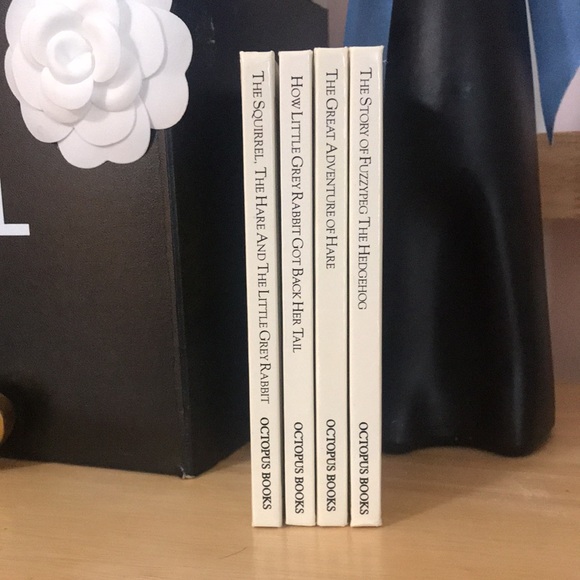 THE SQUIRREL, THE HARE AND THE LITTLE GREY RABBIT
OCTOPUS BOOKS
HOW LITTLE GREY RABBIT GOT BACK HER TAIL
OCTOPUS BOOKS
THE GREAT ADVENTURE OF HARE
OCTOPUS BOOKS
THE STORY OF FUZZYPEG THE HEDGEHOG
OCTOPUS BOOKS